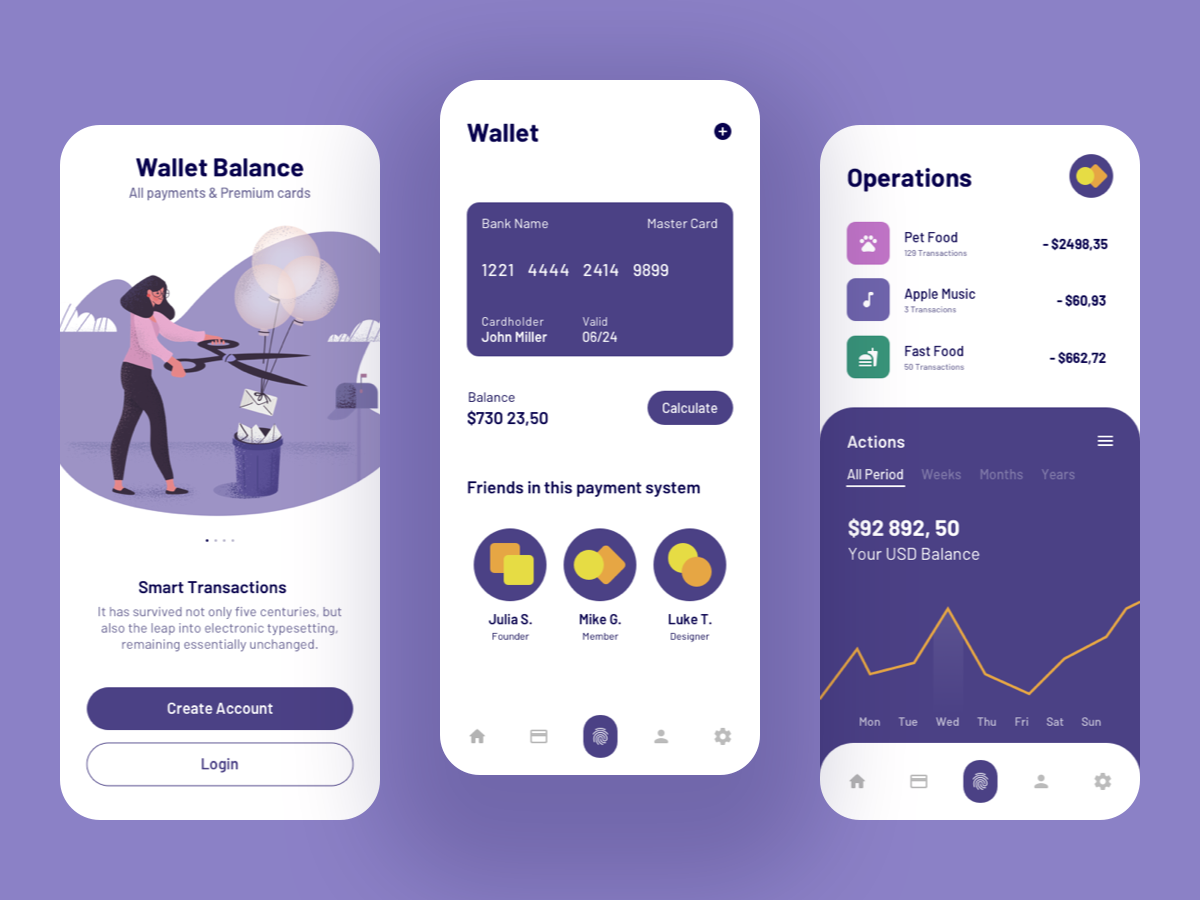 Wallet Balance
All payments & Premium cards
Smart Transactions
It has survived not only five centuries, but
also the leap into electronic typesetting,
remaining essentially unchanged.
Create Account
Login
Wallet
Bank Name Master Card
1221 4444 2414 9899
Cardholder Valid
John Miller 06/24
Balance
$730 23,50
Calculate
Friends in this payment system
Julia S. Mike G. Luke T.
Founder Member Designer
Operations
Pet Food - $2498,35
129 Transactions
Apple Music - $60,93
3 Transacions
Fast Food - $662,72
50 Transactions
Actions
All Period Weeks Months Years
$92 892, 50
Your USD Balance
Mon Tue Wed Thu Fri Sat Sun